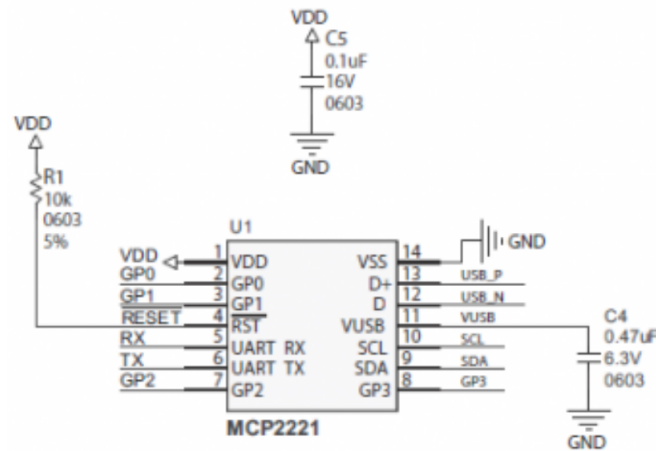 VDD
C5
0.1uF
16V
0603
GND
VDD
R1
10k
0603
5%
U1
VDD 1 VDD VSS 14 GND
GP0 2 GP0 D+ 13 USB_P
GP1 3 GP1 D 12 USB_N
RESET 4 RST VUSB 11 VUSB
RX 5 UART RX SCL 10 SCL
TX 6 UART TX SDA 9 SDA
GP2 7 GP2 GP3 8 GP3
MCP2221
C4
0.47uF
6.3V
0603
GND